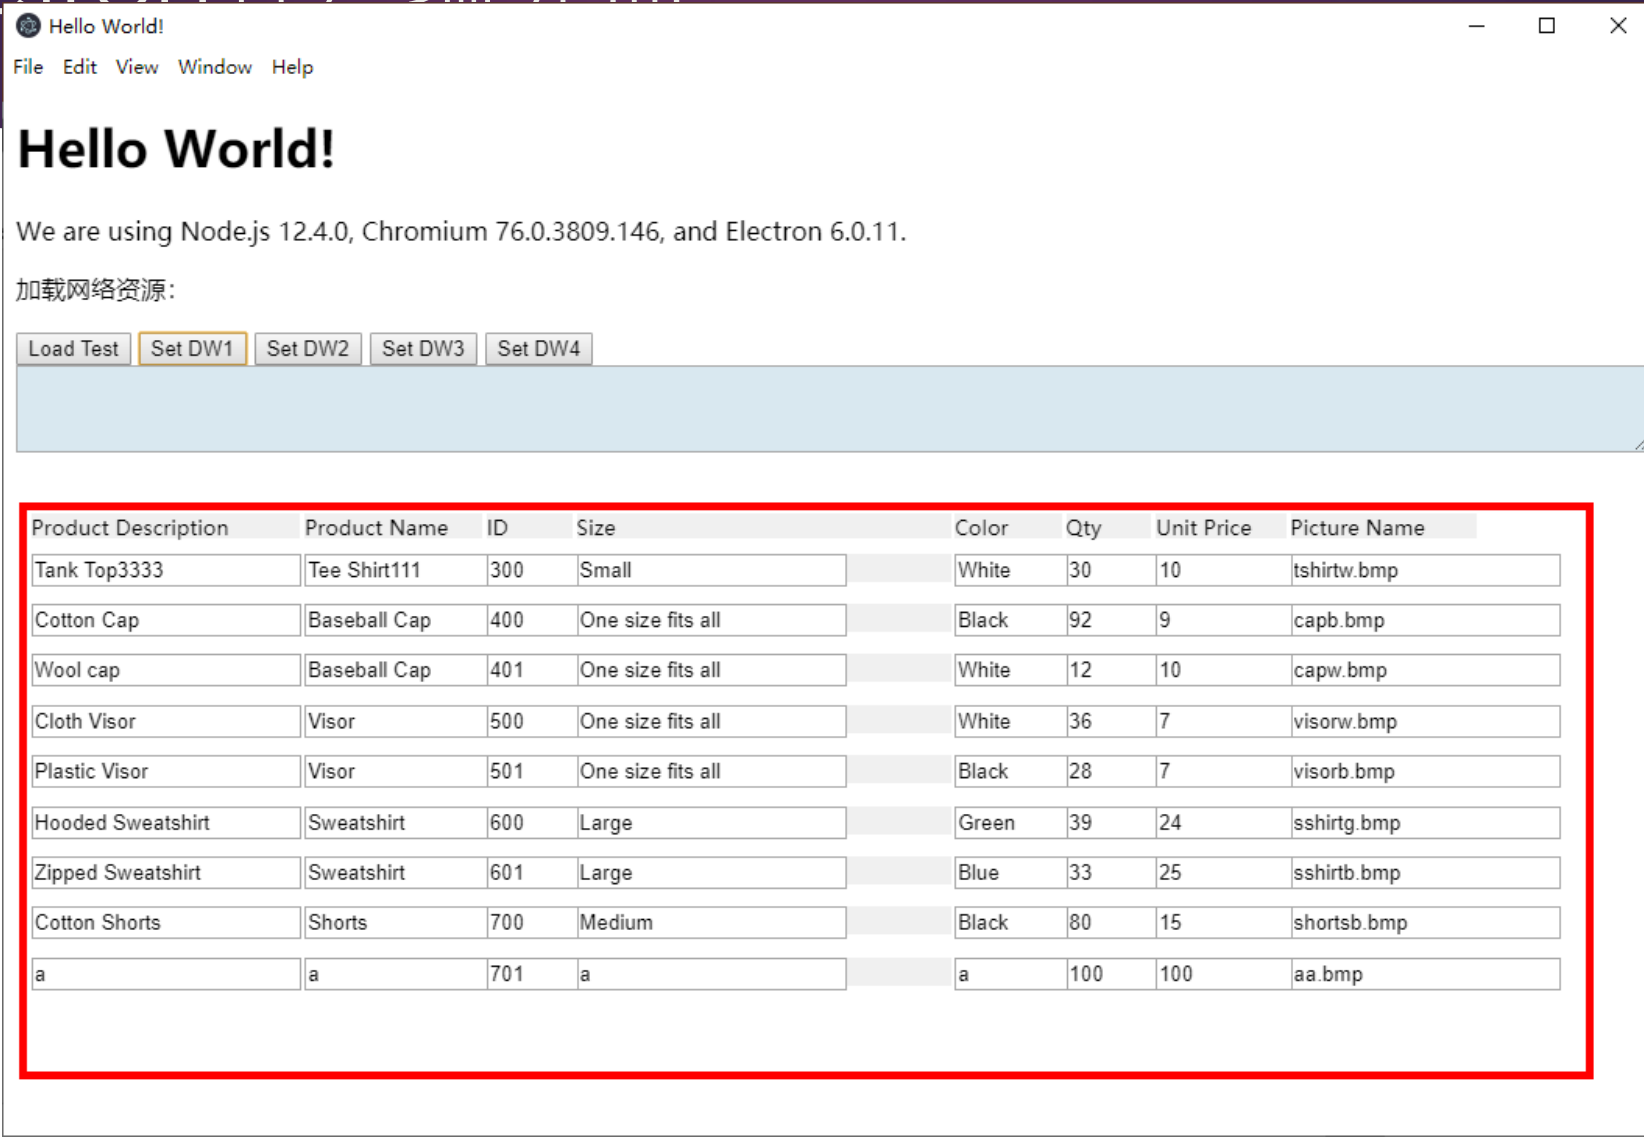 Hello World!
File Edit View Window Help
Hello World!
We are using Node.js 12.4.0, Chromium 76.0.3809.146, and Electron 6.0.11.
加载网络资源：
Load Test Set DW1 Set DW2 Set DW3 Set DW4
Product Description Product Name ID Size Color Qty Unit Price Picture Name
Tank Top3333 Tee Shirt111 300 Small White 30 10 tshirtw.bmp
Cotton Cap Baseball Cap 400 One size fits all Black 92 9 capb.bmp
Wool cap Baseball Cap 401 One size fits all White 12 10 capw.bmp
Cloth Visor Visor 500 One size fits all White 36 7 visorw.bmp
Plastic Visor Visor 501 One size fits all Black 28 7 visorb.bmp
Hooded Sweatshirt Sweatshirt 600 Large Green 39 24 sshirtg.bmp
Zipped Sweatshirt Sweatshirt 601 Large Blue 33 25 sshirtb.bmp
Cotton Shorts Shorts 700 Medium Black 80 15 shortsb.bmp
a a 701 a a 100 100 aa.bmp